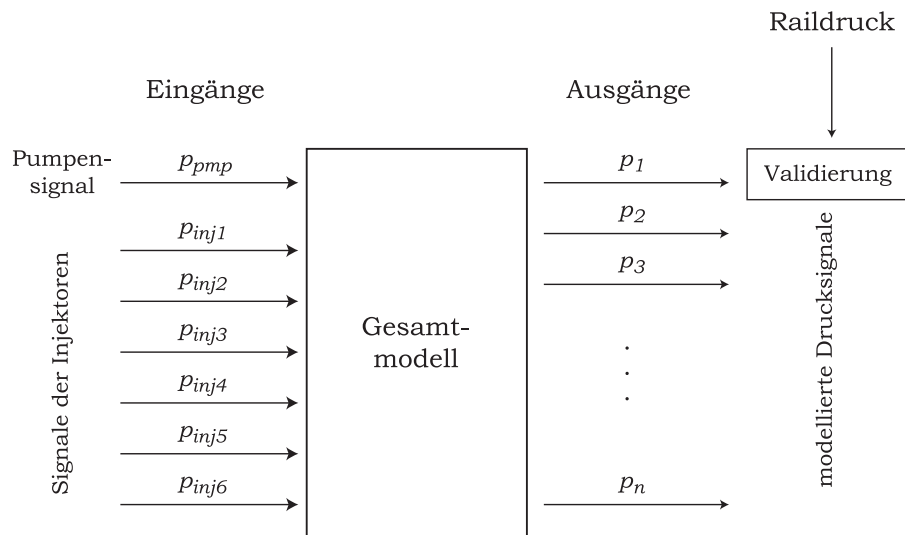 Raildruck
Eingänge
Ausgänge
Pumpen-
signal
p_pmp
p_1
Validierung
p_inj1
p_2
p_inj2
p_3
p_inj3
Gesamt-
modell
.
.
.
p_inj4
p_inj5
p_inj6
p_n
Signale der Injektoren
modellierte Drucksignale